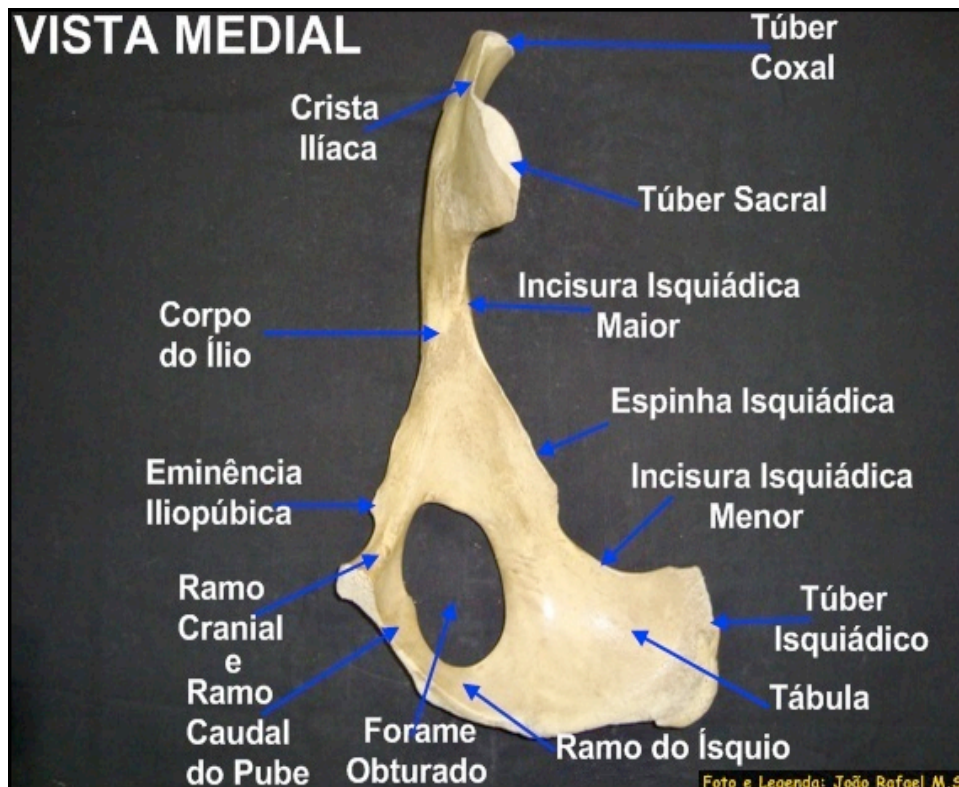 VISTA MEDIAL
Túber
Coxal
Crista
Ilíaca
Túber Sacral
Incisura Isquiádica
Maior
Corpo
do Ílio
Espinha Isquiádica
Eminência
Iliopúbica
Incisura Isquiádica
Menor
Ramo
Cranial
e
Ramo
Caudal
do Pube
Túber
Isquiádico
Tábula
Forame
Obturado
Ramo do Ísquio
Foto e Legenda: João Rafael M.S